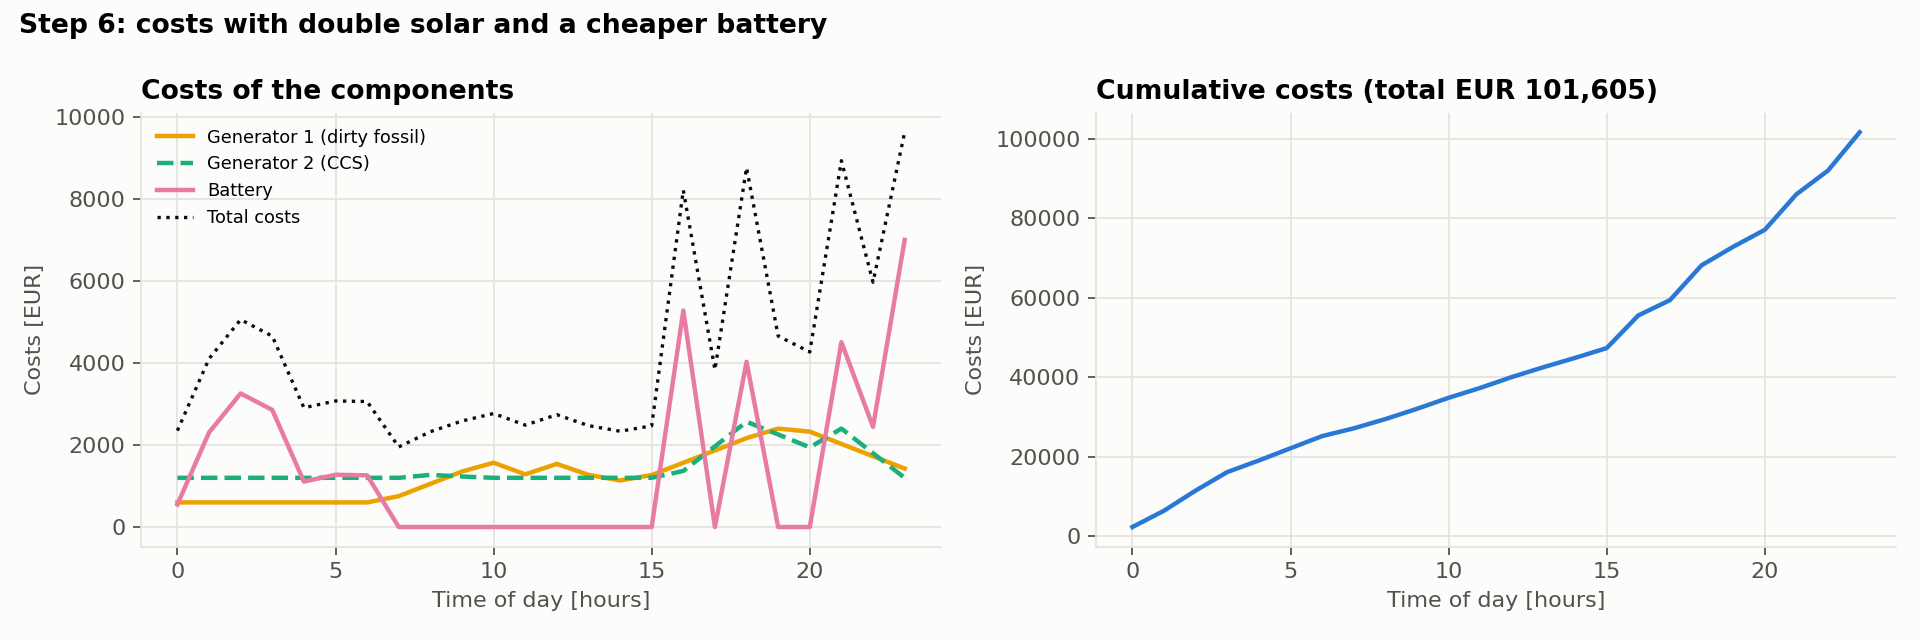 Step 6: costs with double solar and a cheaper battery
Costs of the components
Generator 1 (dirty fossil)
Generator 2 (CCS)
Battery
Total costs
10000
8000
6000
4000
2000
0
Costs [EUR]
0 5 10 15 20
Time of day [hours]
Cumulative costs (total EUR 101,605)
100000
80000
60000
40000
20000
0
Costs [EUR]
0 5 10 15 20
Time of day [hours]